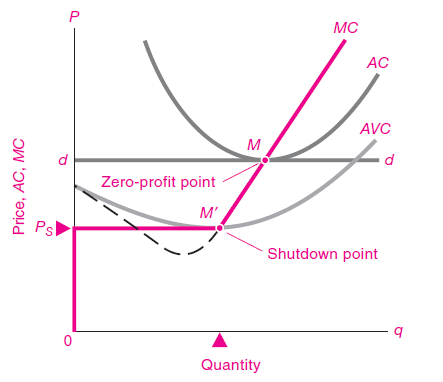 P
MC
AC
AVC
M
d
d
Zero-profit point
Price, AC, MC
M′
P_S
Shutdown point
0
q
Quantity